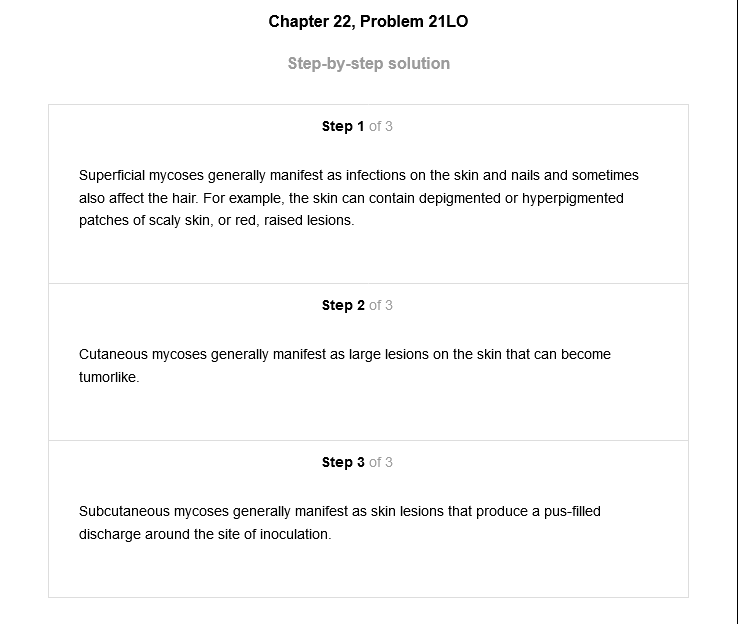 Chapter 22, Problem 21LO
Step-by-step solution
Step 1 of 3
Superficial mycoses generally manifest as infections on the skin and nails and sometimes
also affect the hair. For example, the skin can contain depigmented or hyperpigmented
patches of scaly skin, or red, raised lesions.
Step 2 of 3
Cutaneous mycoses generally manifest as large lesions on the skin that can become
tumorlike.
Step 3 of 3
Subcutaneous mycoses generally manifest as skin lesions that produce a pus-filled
discharge around the site of inoculation.